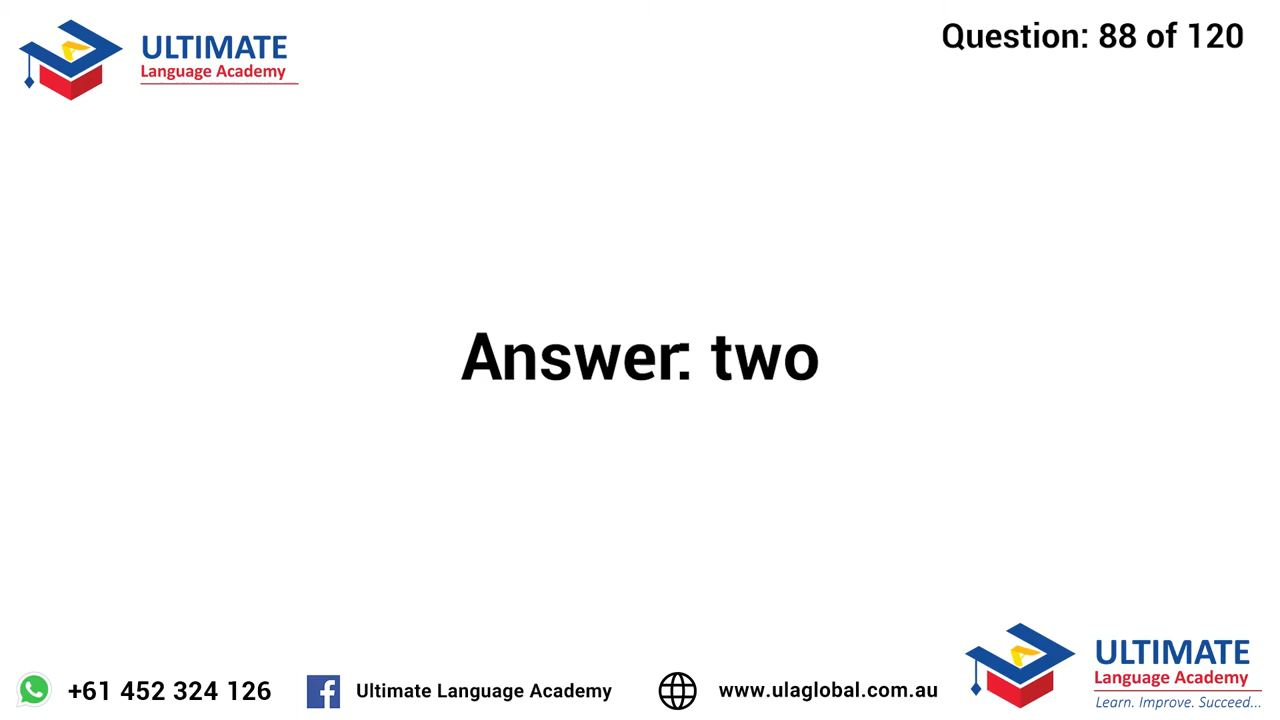 ULTIMATE
Language Academy
Question: 88 of 120
Answer: two
+61 452 324 126
Ultimate Language Academy
www.ulaglobal.com.au
ULTIMATE
Language Academy
Learn. Improve. Succeed...